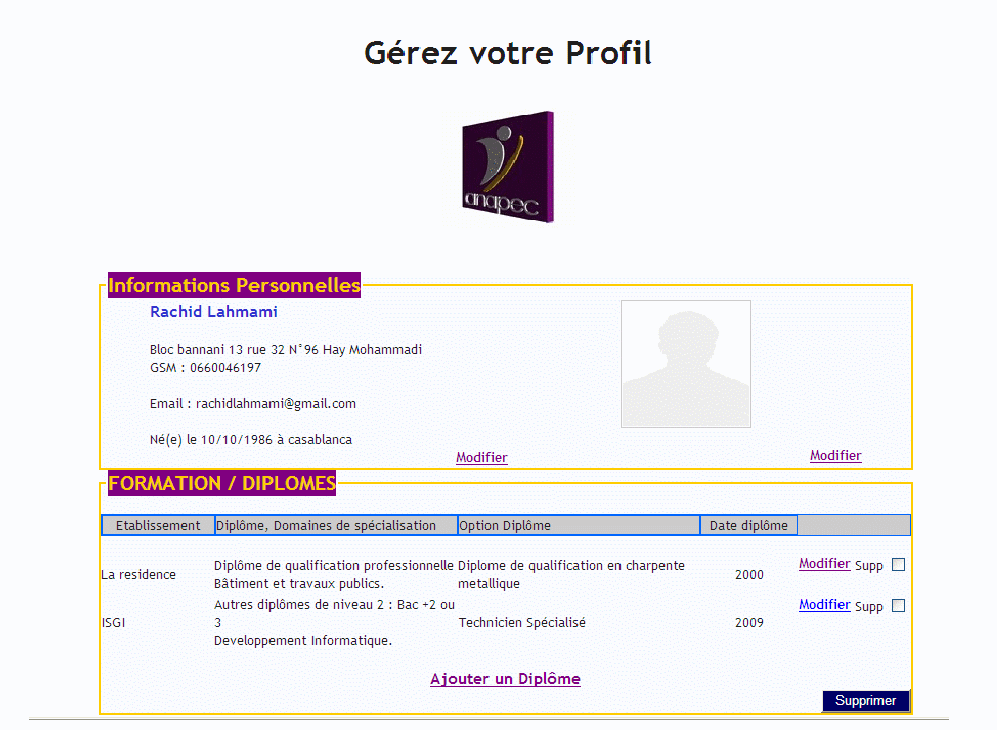 Gérez votre Profil
anapec
Informations Personnelles
Rachid Lahmami
Bloc bannani 13 rue 32 N°96 Hay Mohammadi
GSM : 0660046197
Email : rachidlahmami@gmail.com
Né(e) le 10/10/1986 à casablanca
Modifier
Modifier
FORMATION / DIPLOMES
Etablissement Diplôme, Domaines de spécialisation Option Diplôme Date diplôme
La residence
Diplôme de qualification professionnelle
Bâtiment et travaux publics.
Diplome de qualification en charpente
metallique
2000
Modifier Supp
ISGI
Autres diplômes de niveau 2 : Bac +2 ou
3
Developpement Informatique.
Technicien Spécialisé
2009
Modifier Supp
Ajouter un Diplôme
Supprimer